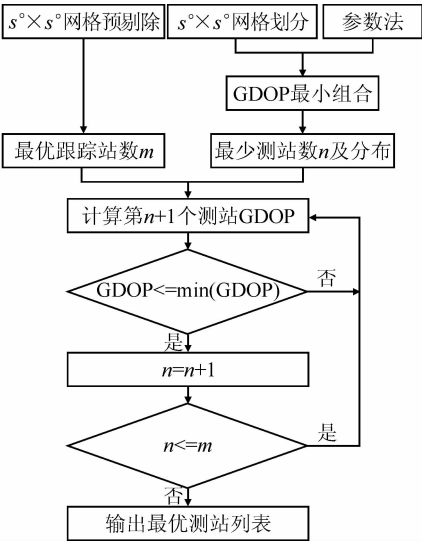 s°×s°网格预剔除
s°×s°网格划分
参数法
GDOP最小组合
最优跟踪站数m
最少测站数n及分布
计算第n+1个测站GDOP
GDOP<=min(GDOP)
否
是
n=n+1
n<=m
是
否
输出最优测站列表